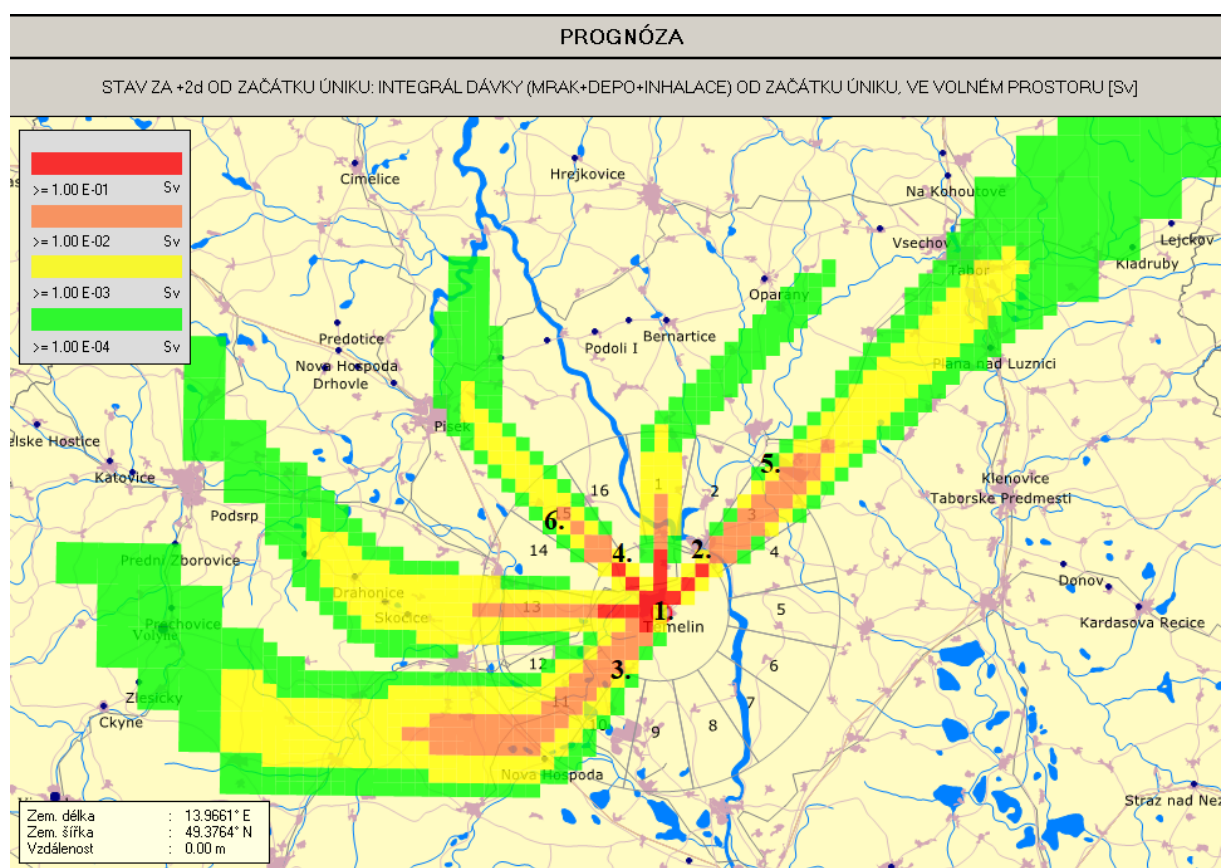 PROGNÓZA
STAV ZA +2d OD ZAČÁTKU ÚNIKU: INTEGRÁL DÁVKY (MRAK+DEPO+INHALACE) OD ZAČÁTKU ÚNIKU, VE VOLNÉM PROSTORU [Sv]
>= 1.00 E-01 Sv
>= 1.00 E-02 Sv
>= 1.00 E-03 Sv
>= 1.00 E-04 Sv
Cimelice
Hrejkovice
Na Kohoutove
Vsechov
Lejckov
Kladruby
Tabor
Oparany
Predotice
Podoli I
Bernartice
Nova Hospoda
Drhovle
Plana nad Luznici
Pisek
elske Hostice
Katovice
Klenovice
Taborske Predmesti
Podsrp
5.
16
1
2
3
15
6.
14
4.
2.
4
Predni Zborovice
Drahonice
Skocice
13
1.
5
Donov
Kardasova Recice
Prachovice
Volyne
Temelin
12
3.
6
Zlesicky
Ckyne
11
10
9
8
7
Nova Hospoda
Straz nad Nez
Zem. délka : 13.9661° E
Zem. šířka : 49.3764° N
Vzdálenost : 0.00 m